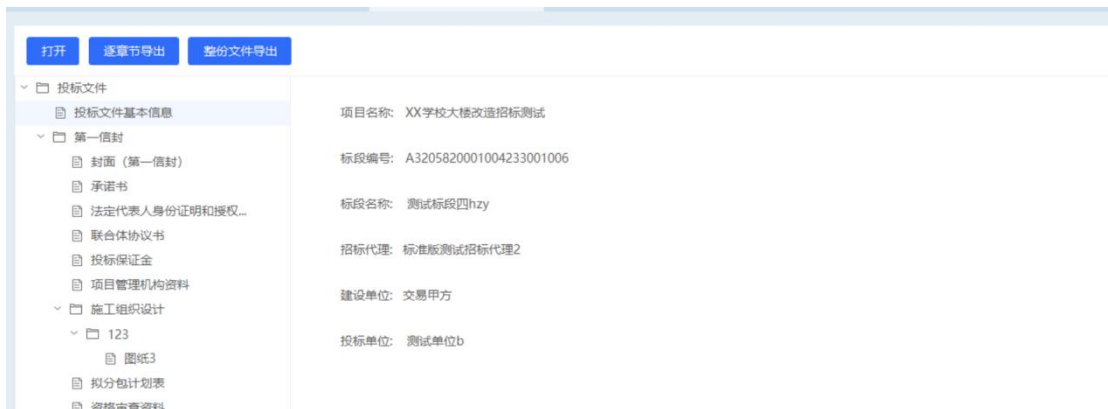 打开 逐章节导出 整份文件导出
投标文件
投标文件基本信息
第一信封
封面（第一信封）
承诺书
法定代表人身份证明和授权...
联合体协议书
投标保证金
项目管理机构资料
施工组织设计
123
图纸3
拟分包计划表
资格审查资料
项目名称: XX学校大楼改造招标测试
标段编号: A3205820001004233001006
标段名称: 测试标段四hzy
招标代理: 标准版测试招标代理2
建设单位: 交易甲方
投标单位: 测试单位b